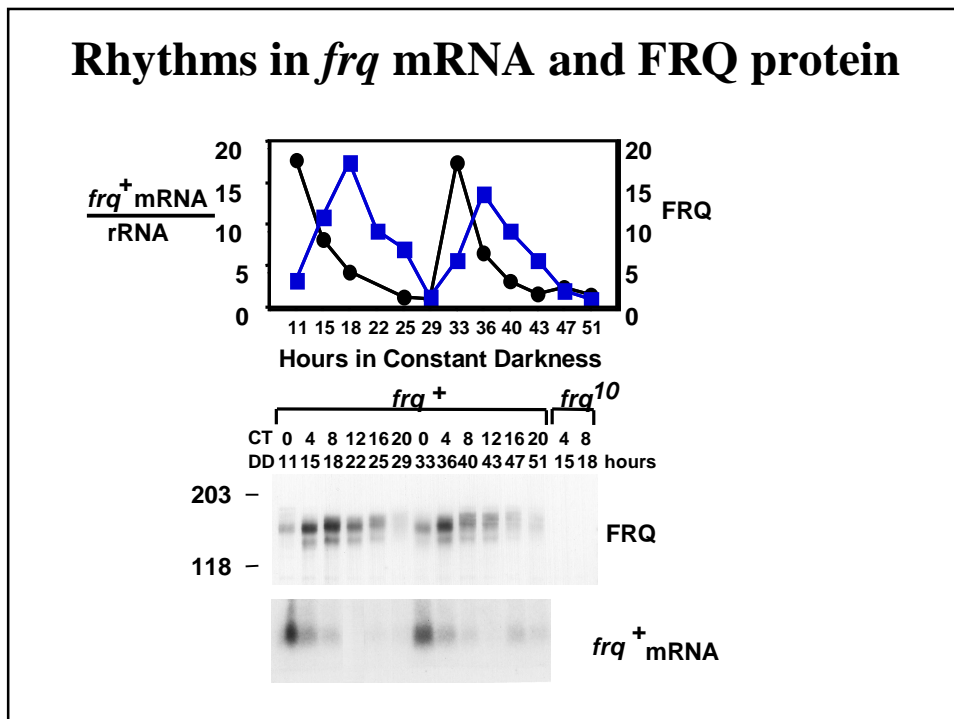 Rhythms in frq mRNA and FRQ protein
20
15
10
5
0
frq+ mRNA
rRNA
20
15
10
5
0
FRQ
11 15 18 22 25 29 33 36 40 43 47 51
Hours in Constant Darkness
frq + frq10
CT 0 4 8 12 16 20 0 4 8 12 16 20 4 8
DD 11 15 18 22 25 29 33 36 40 43 47 51 15 18 hours
203 –
FRQ
118 –
frq + mRNA